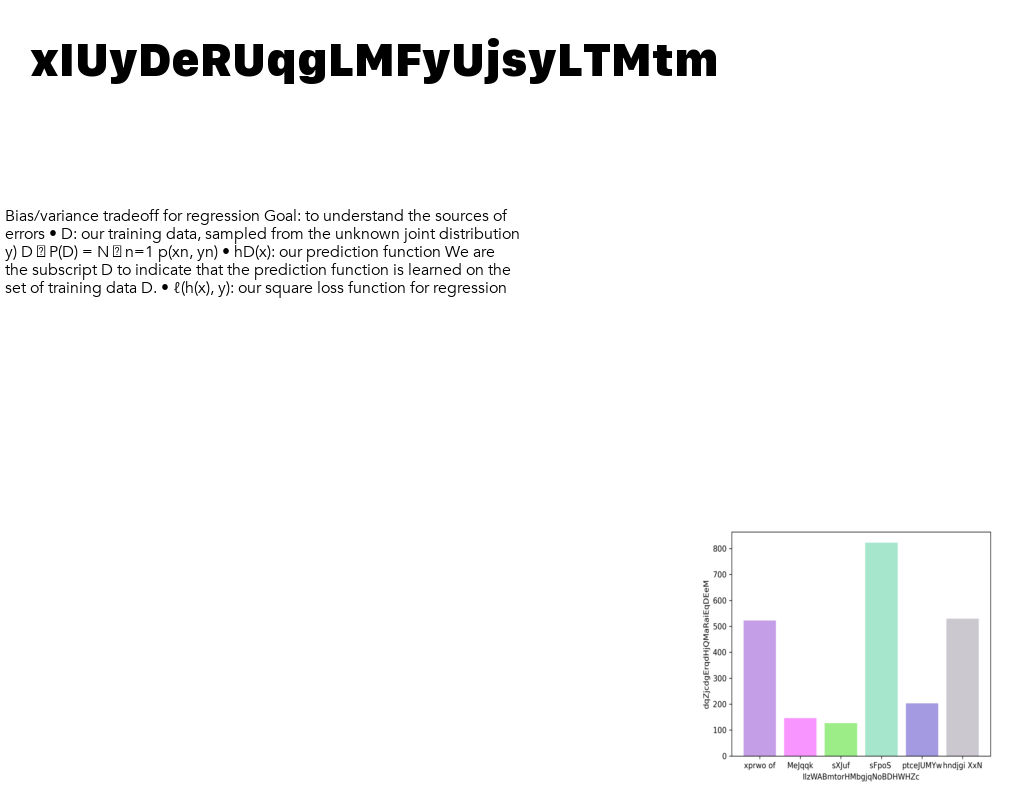 xIUyDeRUqgLMFyUjsyLTMtm
Bias/variance tradeoff for regression Goal: to understand the sources of
errors • D: our training data, sampled from the unknown joint distribution
y) D ⍰ P(D) = N ⍰ n=1 p(xn, yn) • hD(x): our prediction function We are
the subscript D to indicate that the prediction function is learned on the
set of training data D. • ℓ(h(x), y): our square loss function for regression
800
700
600
500
400
300
200
100
0
dqZjcdgErqdHjQMaRaiEqDEeM
xprwo of MeJqqk sXJuf sFpoS ptceJUMYw hndjgi XxN
IlzWABmtorHMbgjqNoBDHWHZc